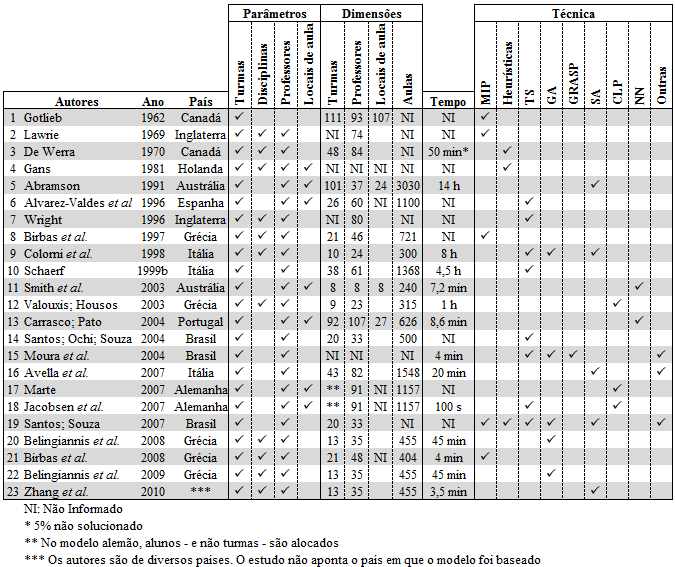 Parâmetros Dimensões Técnica
Autores Ano País Turmas Disciplinas Professores Locais de aula Turmas Professores Locais de aula Aulas Tempo MIP Heurísticas TS GA GRASP SA CLP NN Outras
1 Gotlieb 1962 Canadá ✓ 111 93 107 NI NI ✓
2 Lawrie 1969 Inglaterra ✓ ✓ ✓ NI 74 NI NI ✓
3 De Werra 1970 Canadá ✓ ✓ ✓ 48 84 NI 50 min* ✓
4 Gans 1981 Holanda ✓ ✓ ✓ ✓ NI NI NI NI NI ✓
5 Abramson 1991 Austrália ✓ ✓ ✓ 101 37 24 3030 14 h ✓
6 Alvarez-Valdes et al 1996 Espanha ✓ ✓ ✓ 26 60 NI 1100 NI ✓
7 Wright 1996 Inglaterra ✓ ✓ ✓ NI 80 NI NI ✓
8 Birbas et al. 1997 Grécia ✓ ✓ ✓ 21 46 721 NI ✓
9 Colorni et al. 1998 Itália ✓ ✓ ✓ 10 24 300 8 h ✓ ✓ ✓
10 Schaerf 1999b Itália ✓ ✓ 38 61 1368 4,5 h ✓
11 Smith et al. 2003 Austrália ✓ ✓ ✓ 8 8 8 240 7,2 min ✓
12 Valouxis; Housos 2003 Grécia ✓ ✓ ✓ 9 23 315 1 h ✓
13 Carrasco; Pato 2004 Portugal ✓ ✓ ✓ 92 107 27 626 8,6 min ✓
14 Santos; Ochi; Souza 2004 Brasil ✓ ✓ 20 33 500 NI ✓
15 Moura et al. 2004 Brasil ✓ ✓ NI NI NI 4 min ✓ ✓ ✓ ✓
16 Avella et al. 2007 Itália ✓ ✓ 43 82 1548 20 min ✓ ✓
17 Marte 2007 Alemanha ✓ ✓ ✓ ** 91 NI 1157 NI ✓
18 Jacobsen et al. 2007 Alemanha ✓ ✓ ✓ ** 91 NI 1157 100 s ✓ ✓
19 Santos; Souza 2007 Brasil ✓ ✓ 20 33 NI NI ✓ ✓ ✓ ✓ ✓ ✓
20 Belingiannis et al. 2008 Grécia ✓ ✓ ✓ 13 35 455 45 min ✓
21 Birbas et al. 2008 Grécia ✓ ✓ ✓ 21 48 NI 404 4 min ✓
22 Belingiannis et al. 2009 Grécia ✓ ✓ ✓ 13 35 455 45 min ✓
23 Zhang et al. 2010 *** ✓ ✓ ✓ 13 35 455 3,5 min ✓
NI: Não Informado
* 5% não solucionado
** No modelo alemão, alunos - e não turmas - são alocados
*** Os autores são de diversos países. O estudo não aponta o país em que o modelo foi baseado